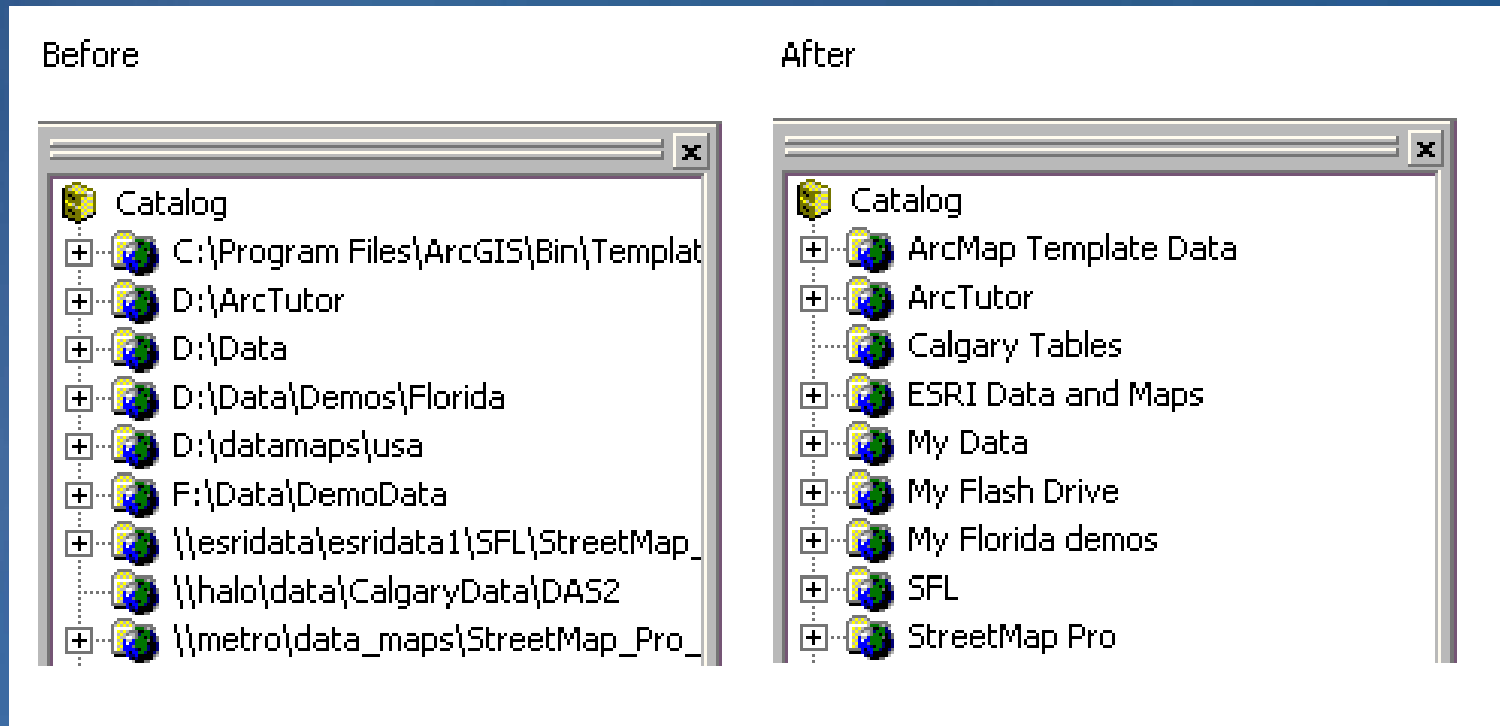 Before
Catalog
C:\Program Files\ArcGIS\Bin\Templat
D:\ArcTutor
D:\Data
D:\Data\Demos\Florida
D:\datamaps\usa
F:\Data\DemoData
\\esridata\esridata1\SFL\StreetMap_
\\halo\data\CalgaryData\DAS2
\\metro\data_maps\StreetMap_Pro_
After
Catalog
ArcMap Template Data
ArcTutor
Calgary Tables
ESRI Data and Maps
My Data
My Flash Drive
My Florida demos
SFL
StreetMap Pro